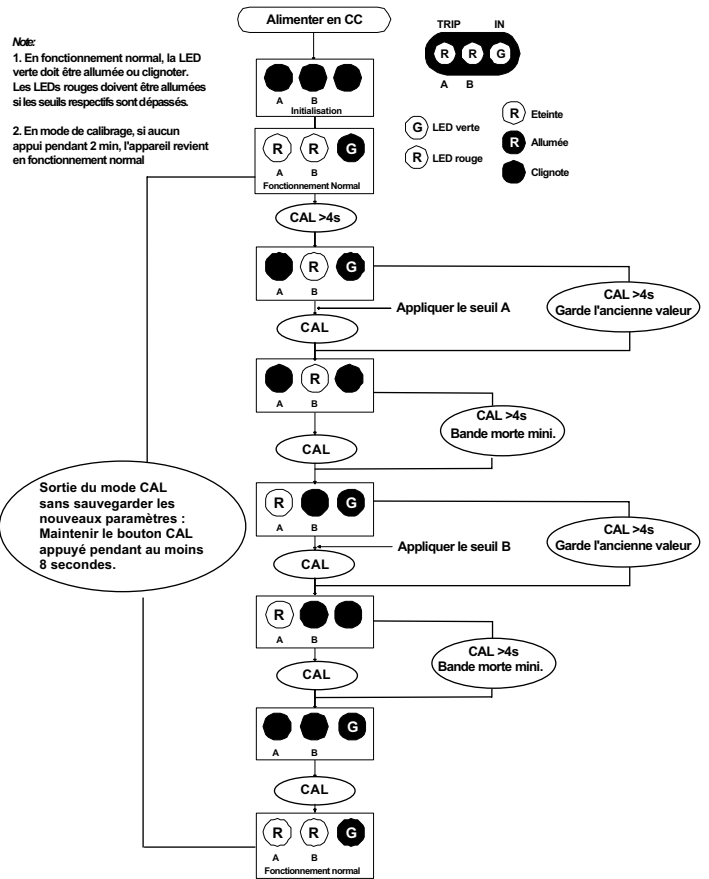 Alimenter en CC
Note:
1. En fonctionnement normal, la LED
verte doit être allumée ou clignoter.
Les LEDs rouges doivent être allumées
si les seuils respectifs sont dépassés.
2. En mode de calibrage, si aucun
appui pendant 2 min, l'appareil revient
en fonctionnement normal
TRIP IN
R R G
A B
G LED verte
R LED rouge
R Eteinte
R Allumée
Clignote
A B
Initialisation
R R G
A B
Fonctionnement Normal
CAL >4s
R G
A B
CAL >4s
Garde l'ancienne valeur
Appliquer le seuil A
CAL
R
A B
CAL >4s
Bande morte mini.
CAL
Sortie du mode CAL
sans sauvegarder les
nouveaux paramètres :
Maintenir le bouton CAL
appuyé pendant au moins
8 secondes.
R G
A B
CAL >4s
Garde l'ancienne valeur
Appliquer le seuil B
CAL
R
A B
CAL >4s
Bande morte mini.
CAL
G
A B
CAL
R R G
A B
Fonctionnement normal